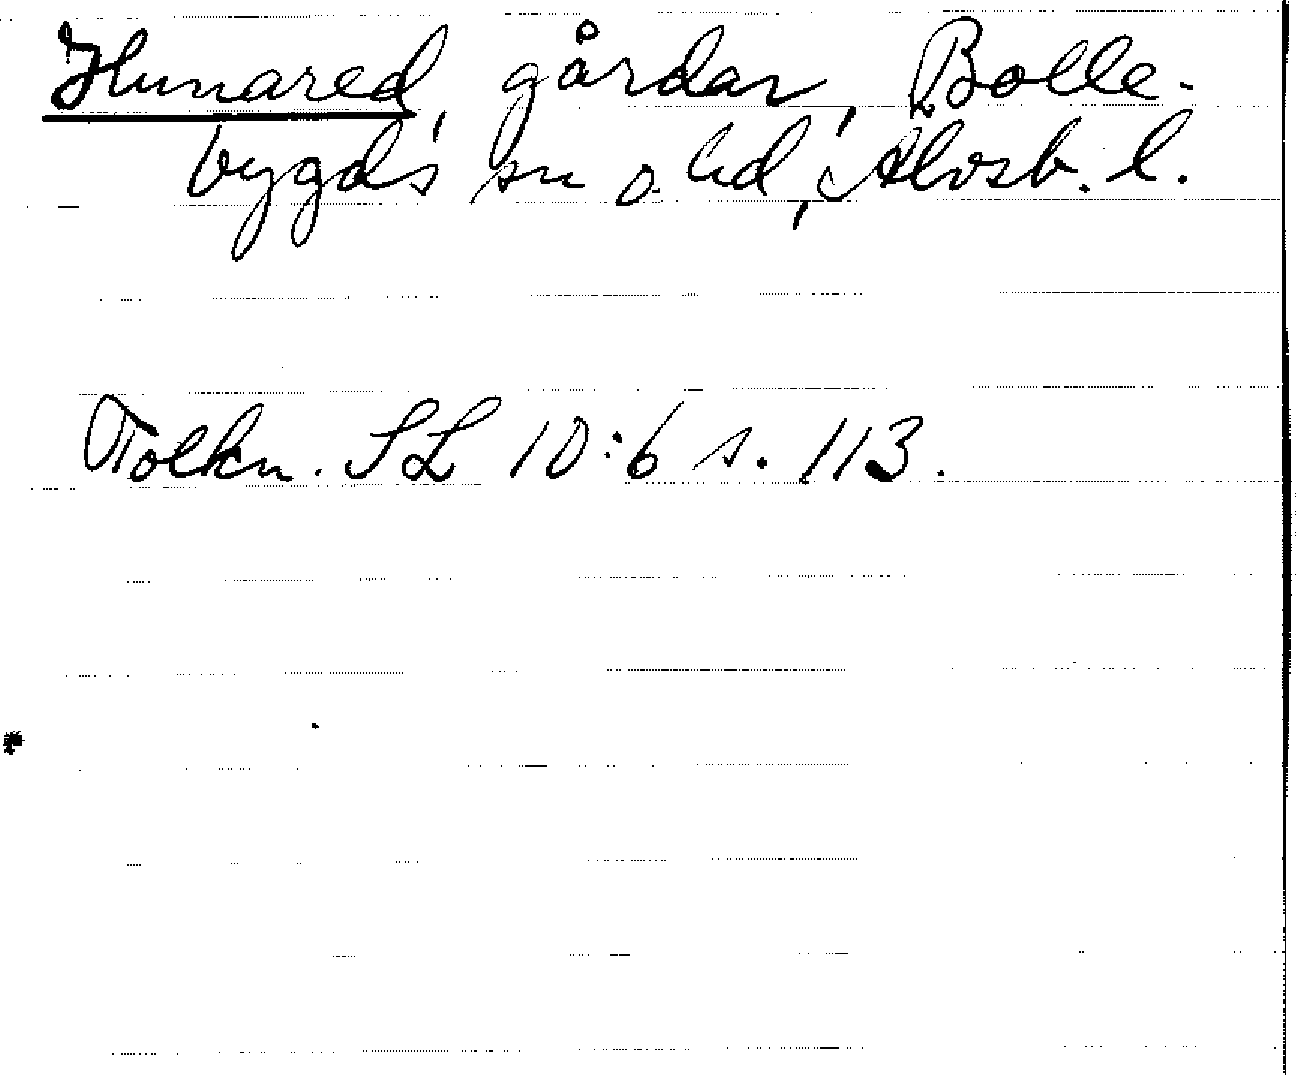 Hunared, gårdar, Bolle-
bygds sn o. hd, Älvsb. l.
Tolkn. SL 10:6 s. 113.